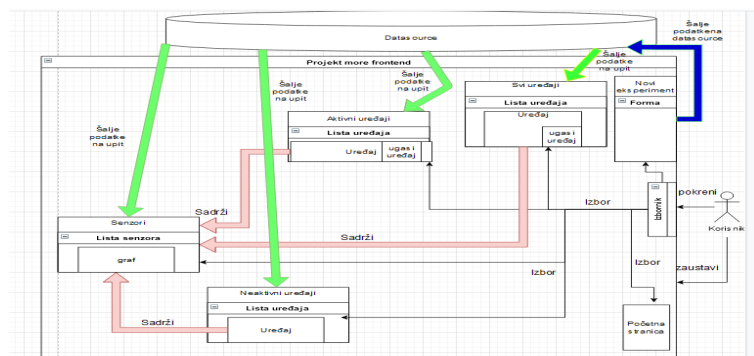 Datasource
Šalje
podatkena
datasource
Projekt more frontend
Šalje
podatke
na upit
Šalje
podatke
na upit
Šalje
podatke
na upit
Svi uređaji
Lista uređaja
Uređaj
ugasi
uređaj
Novi
eksperiment
Forma
Šalje
podatke
na upit
Aktivni uređaji
Lista uređaja
Uređaj
ugasi
uređaj
Sadrži
Izbor
Izbornik
pokreni
Korisnik
Senzori
Lista senzora
graf
Sadrži
Izbor
Izbor
zaustavi
Neaktivni uređaji
Lista uređaja
Uređaj
Sadrži
Početna
stranica